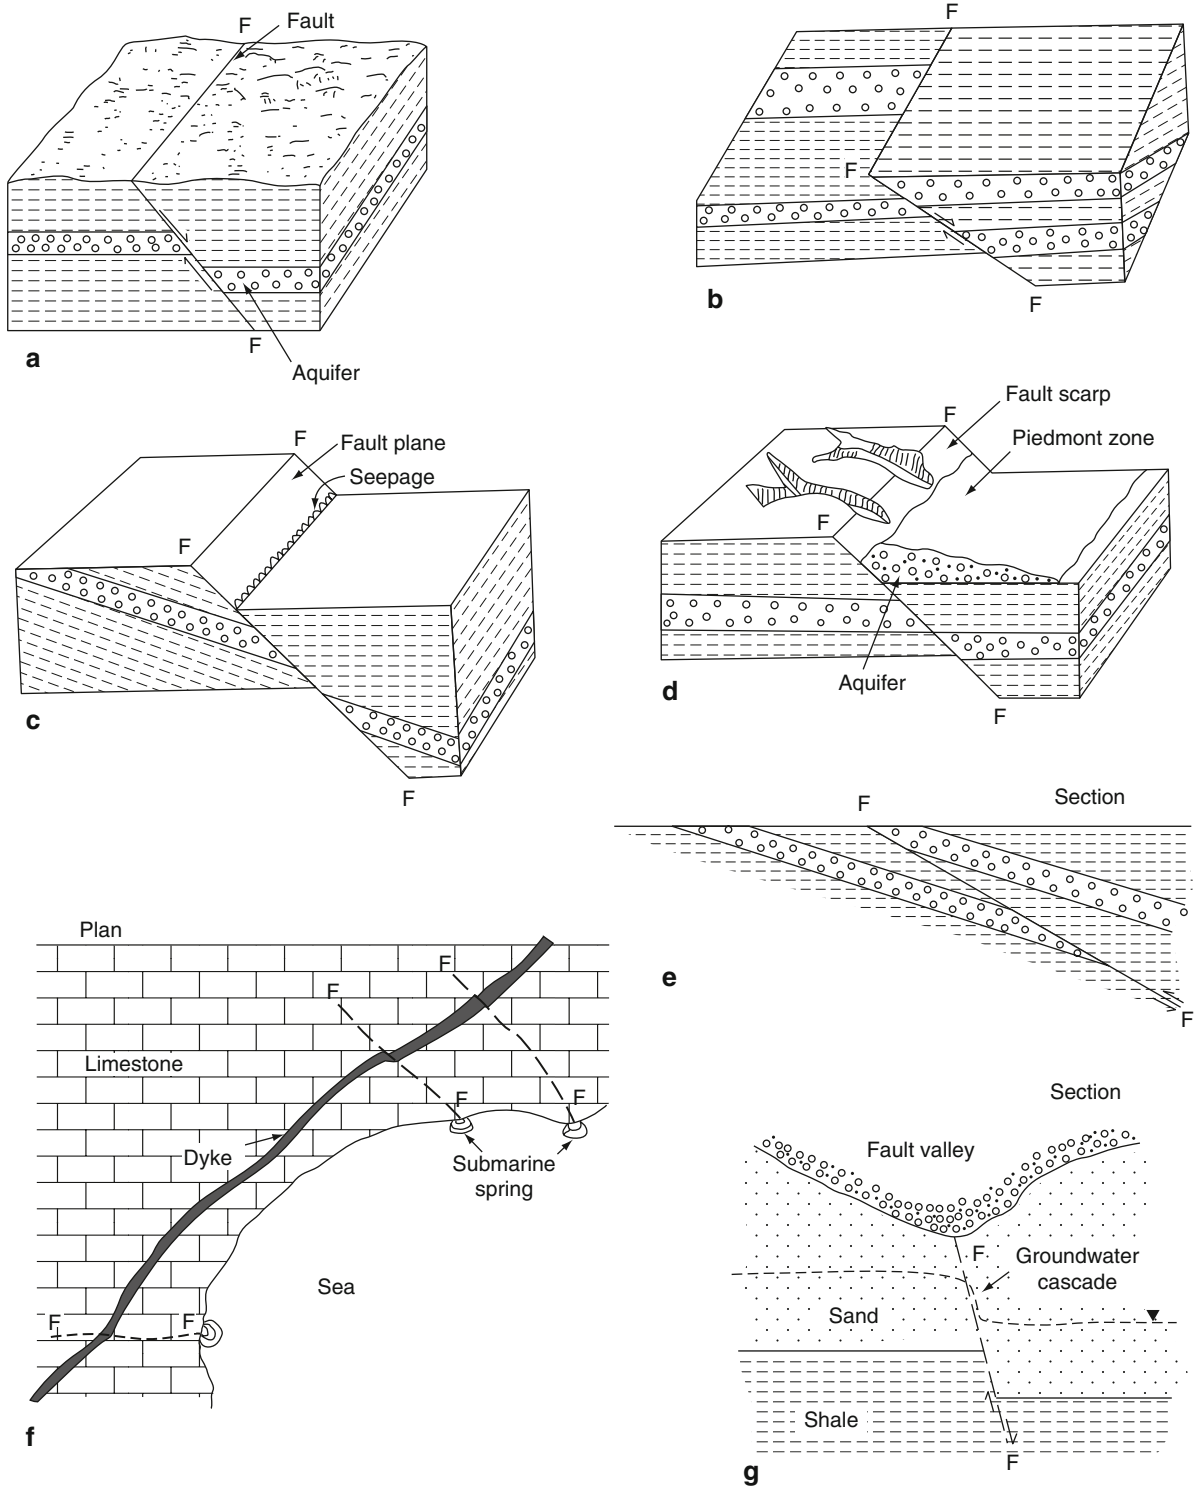 F
Fault
F
Aquifer
a
F
F
F
b
F
Fault plane
Seepage
F
F
c
Fault scarp
F
Piedmont zone
F
Aquifer
F
d
Section
F
F
e
Plan
F
F
Limestone
F
F
Dyke
Submarine
spring
Sea
F
F
f
Section
Fault valley
F
Groundwater
cascade
Sand
Shale
F
g